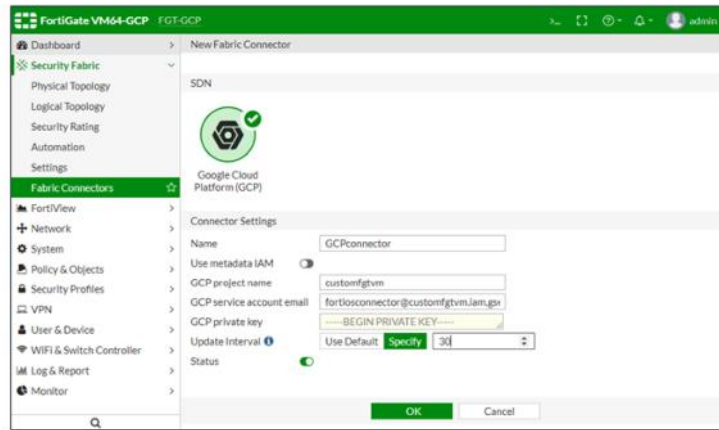 FortiGate VM64-GCP FGT-GCP
admin
Dashboard
Security Fabric
Physical Topology
Logical Topology
Security Rating
Automation
Settings
Fabric Connectors
FortiView
Network
System
Policy & Objects
Security Profiles
VPN
User & Device
WiFi & Switch Controller
Log & Report
Monitor
New Fabric Connector
SDN
Google Cloud
Platform (GCP)
Connector Settings
Name GCPconnector
Use metadata IAM
GCP project name customfgtvm
GCP service account email fortiosconnector@customfgtvm.iam.gse
GCP private key -----BEGIN PRIVATE KEY-----
Update Interval Use Default Specify 30
Status
OK Cancel